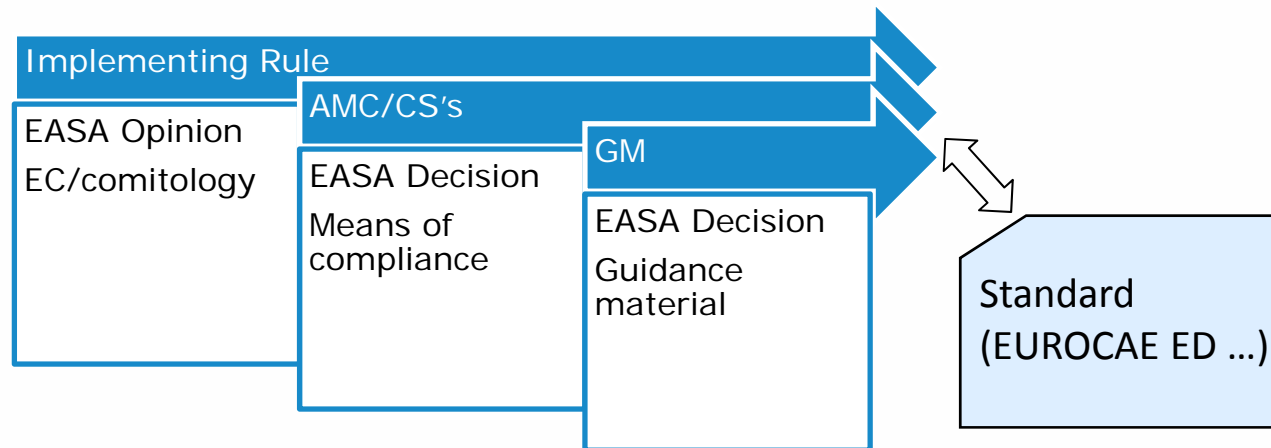 Implementing Rule
EASA Opinion
EC/comitology
AMC/CS's
EASA Decision
Means of
compliance
GM
EASA Decision
Guidance
material
Standard
(EUROCAE ED ...)